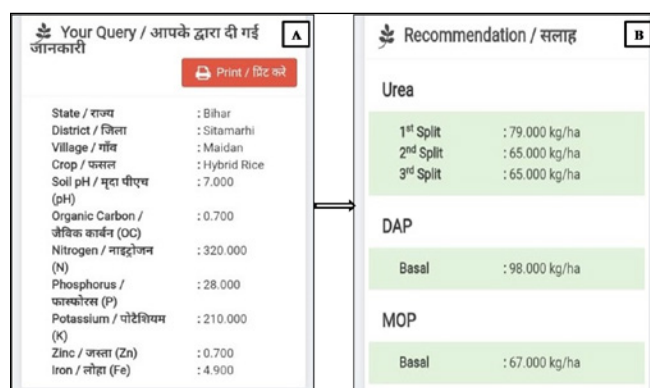 Your Query / आपके द्वारा दी गई
जानकारी
A
Print / प्रिंट करे
State / राज्य : Bihar
District / जिला : Sitamarhi
Village / गाँव : Maidan
Crop / फसल : Hybrid Rice
Soil pH / मृदा पीएच : 7.000
(pH)
Organic Carbon / : 0.700
जैविक कार्बन (OC)
Nitrogen / नाइट्रोजन : 320.000
(N)
Phosphorus / : 28.000
फास्फोरस (P)
Potassium / पोटैशियम : 210.000
(K)
Zinc / जस्ता (Zn) : 0.700
Iron / लोहा (Fe) : 4.900
Recommendation / सलाह
B
Urea
1st Split : 79.000 kg/ha
2nd Split : 65.000 kg/ha
3rd Split : 65.000 kg/ha
DAP
Basal : 98.000 kg/ha
MOP
Basal : 67.000 kg/ha